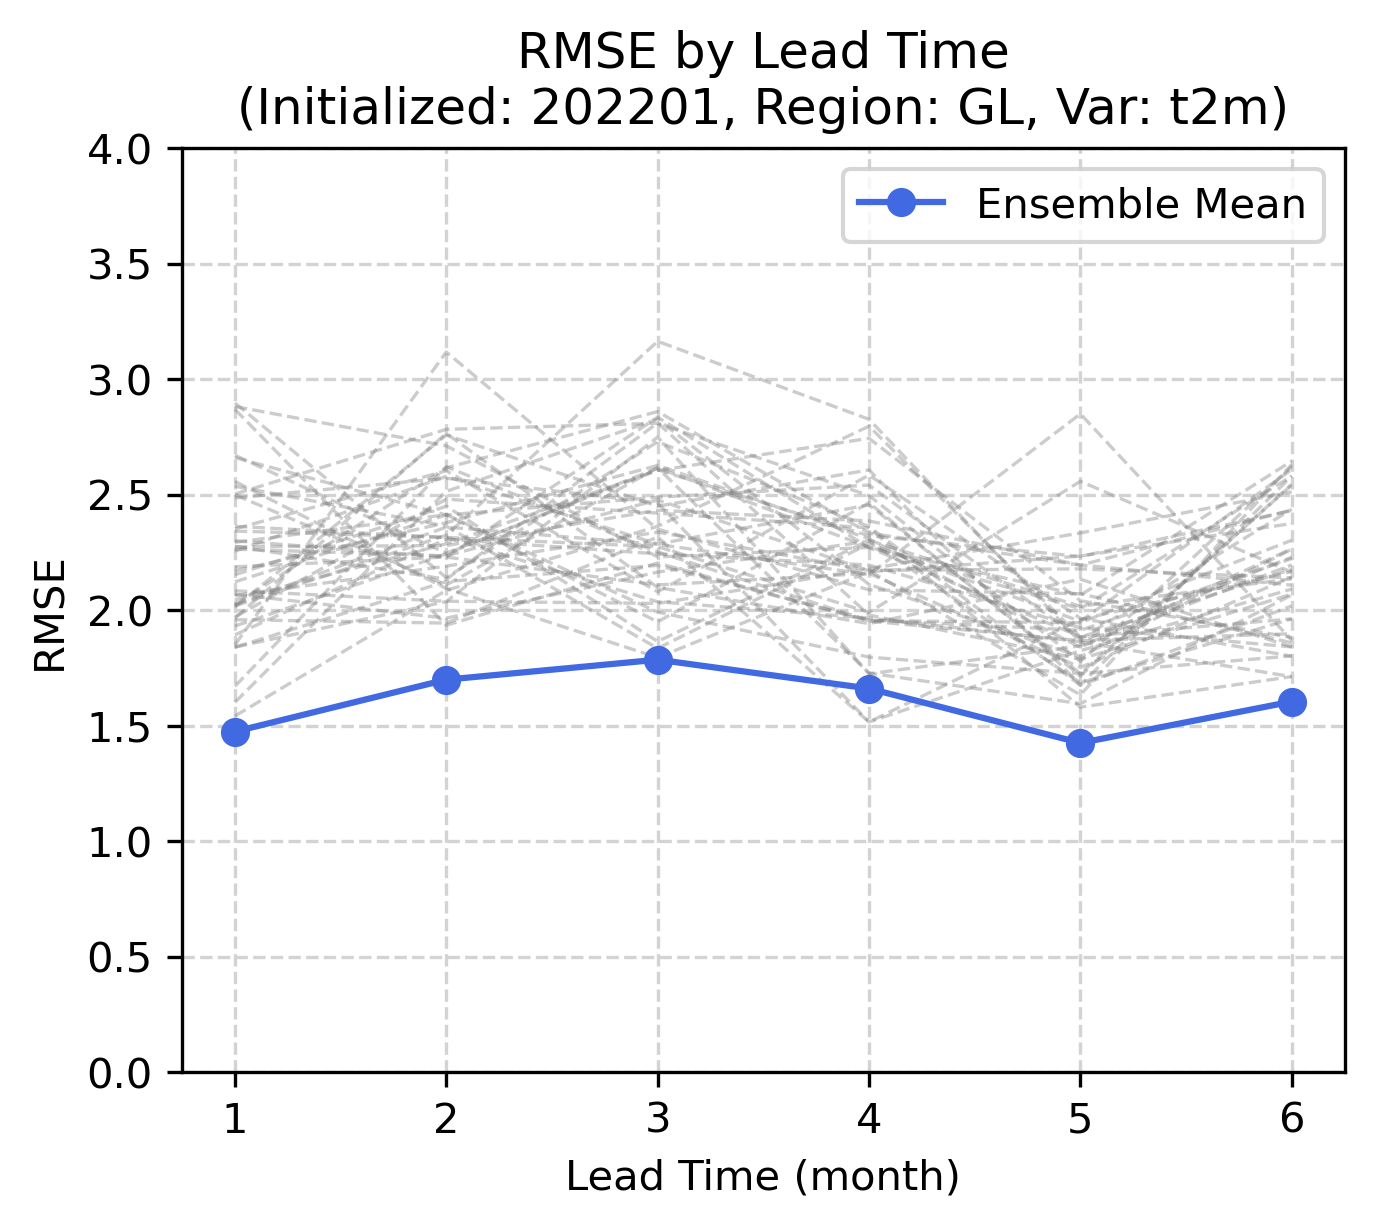 RMSE by Lead Time
(Initialized: 202201, Region: GL, Var: t2m)
4.0
3.5
3.0
2.5
2.0
1.5
1.0
0.5
0.0
RMSE
Ensemble Mean
1 2 3 4 5 6
Lead Time (month)